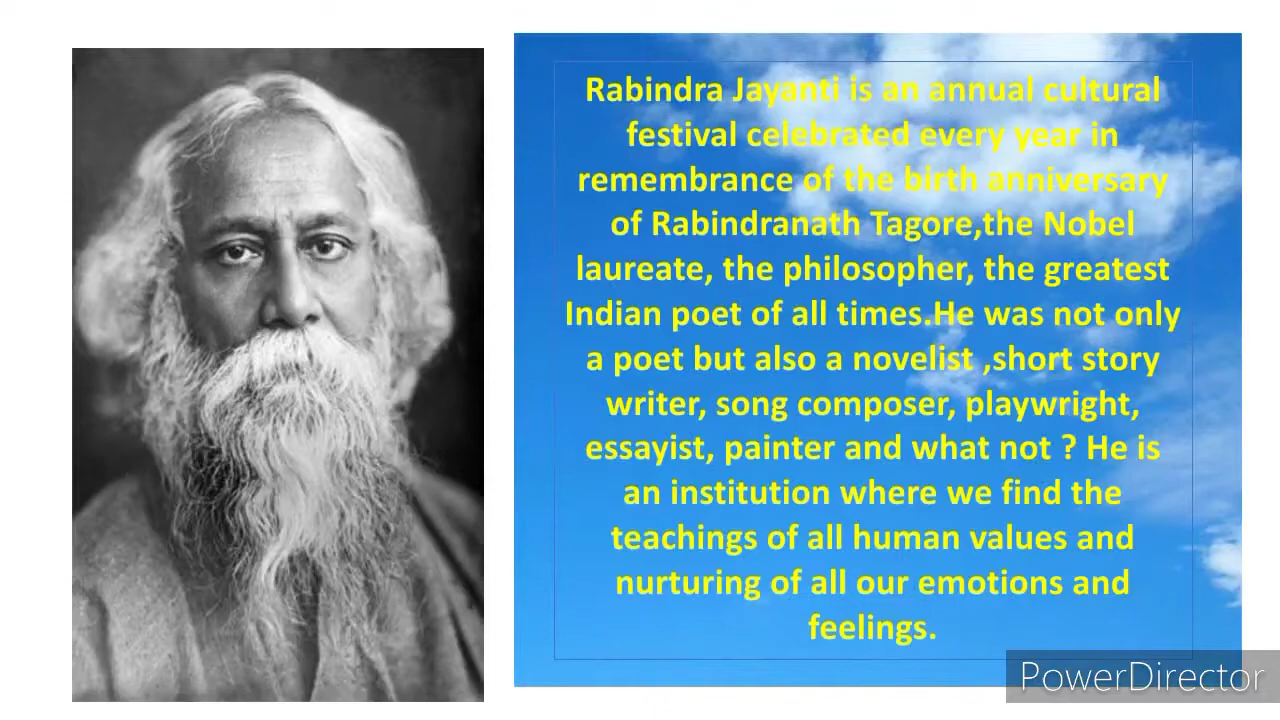 Rabindra Jayanti is an annual cultural
festival celebrated every year in
remembrance of the birth anniversary
of Rabindranath Tagore,the Nobel
laureate, the philosopher, the greatest
Indian poet of all times.He was not only
a poet but also a novelist ,short story
writer, song composer, playwright,
essayist, painter and what not ? He is
an institution where we find the
teachings of all human values and
nurturing of all our emotions and
feelings.
PowerDirector